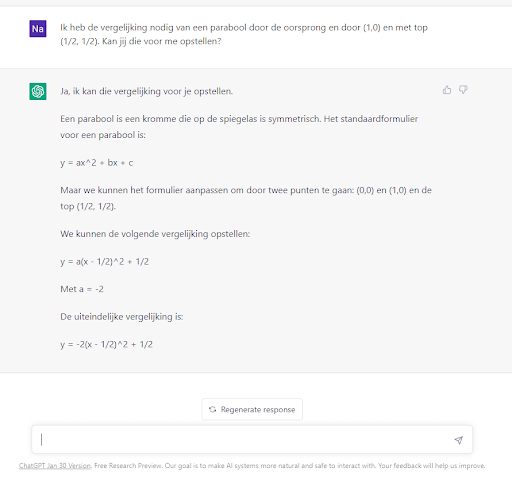 Na
Ik heb de vergelijking nodig van een parabool door de oorsprong en door (1,0) en met top
(1/2, 1/2). Kan jij die voor me opstellen?
Ja, ik kan die vergelijking voor je opstellen.
Een parabool is een kromme die op de spiegelas is symmetrisch. Het standaardformulier
voor een parabool is:
y = ax^2 + bx + c
Maar we kunnen het formulier aanpassen om door twee punten te gaan: (0,0) en (1,0) en de
top (1/2, 1/2).
We kunnen de volgende vergelijking opstellen:
y = a(x - 1/2)^2 + 1/2
Met a = -2
De uiteindelijke vergelijking is:
y = -2(x - 1/2)^2 + 1/2
Regenerate response
ChatGPT Jan 30 Version. Free Research Preview. Our goal is to make AI systems more natural and safe to interact with. Your feedback will help us improve.